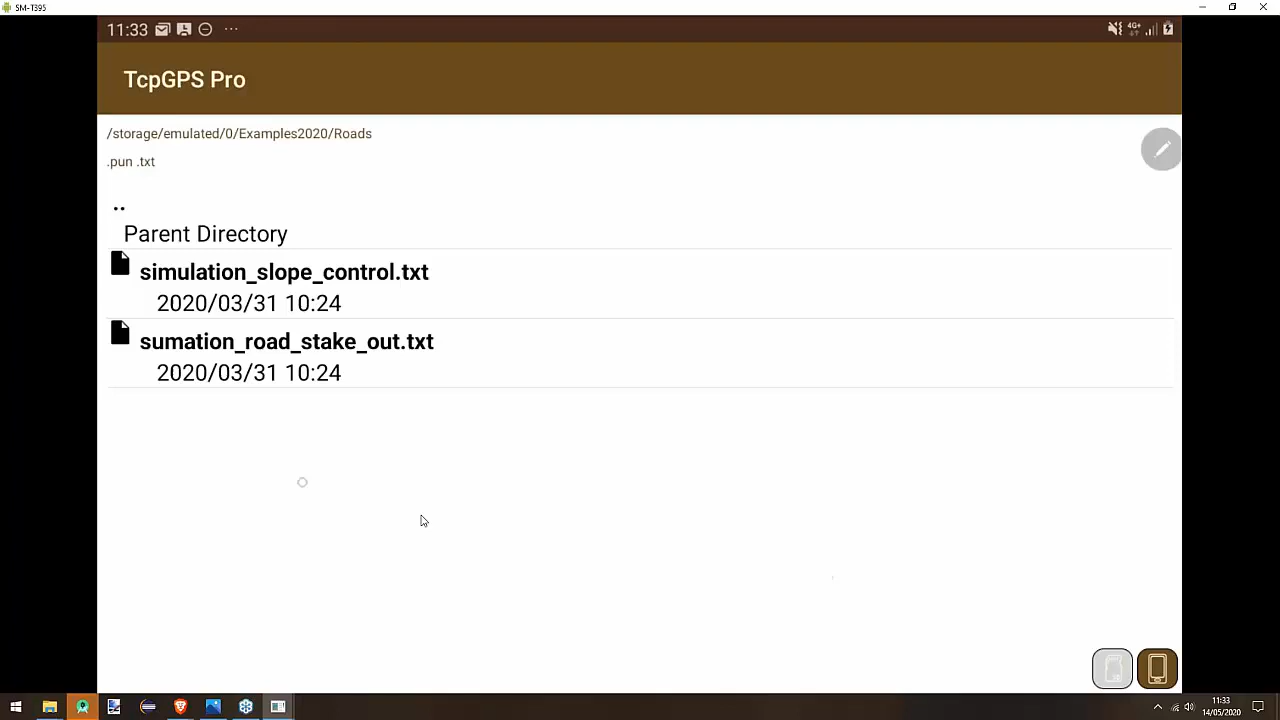 SM-T395
11:33
4G+
TcpGPS Pro
/storage/emulated/0/Examples2020/Roads
.pun .txt
..
Parent Directory
simulation_slope_control.txt
2020/03/31 10:24
sumation_road_stake_out.txt
2020/03/31 10:24
11:33
14/05/2020